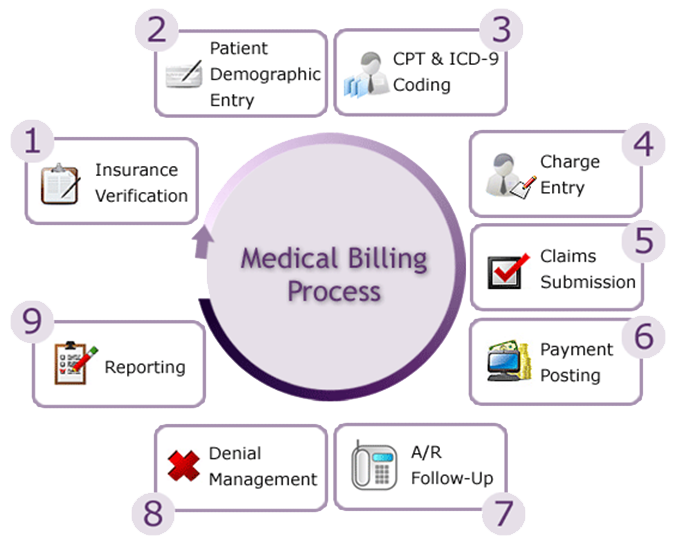 Medical Billing
Process
1
Insurance
Verification
2
Patient
Demographic
Entry
3
CPT & ICD-9
Coding
4
Charge
Entry
5
Claims
Submission
6
Payment
Posting
7
A/R
Follow-Up
8
Denial
Management
9
Reporting